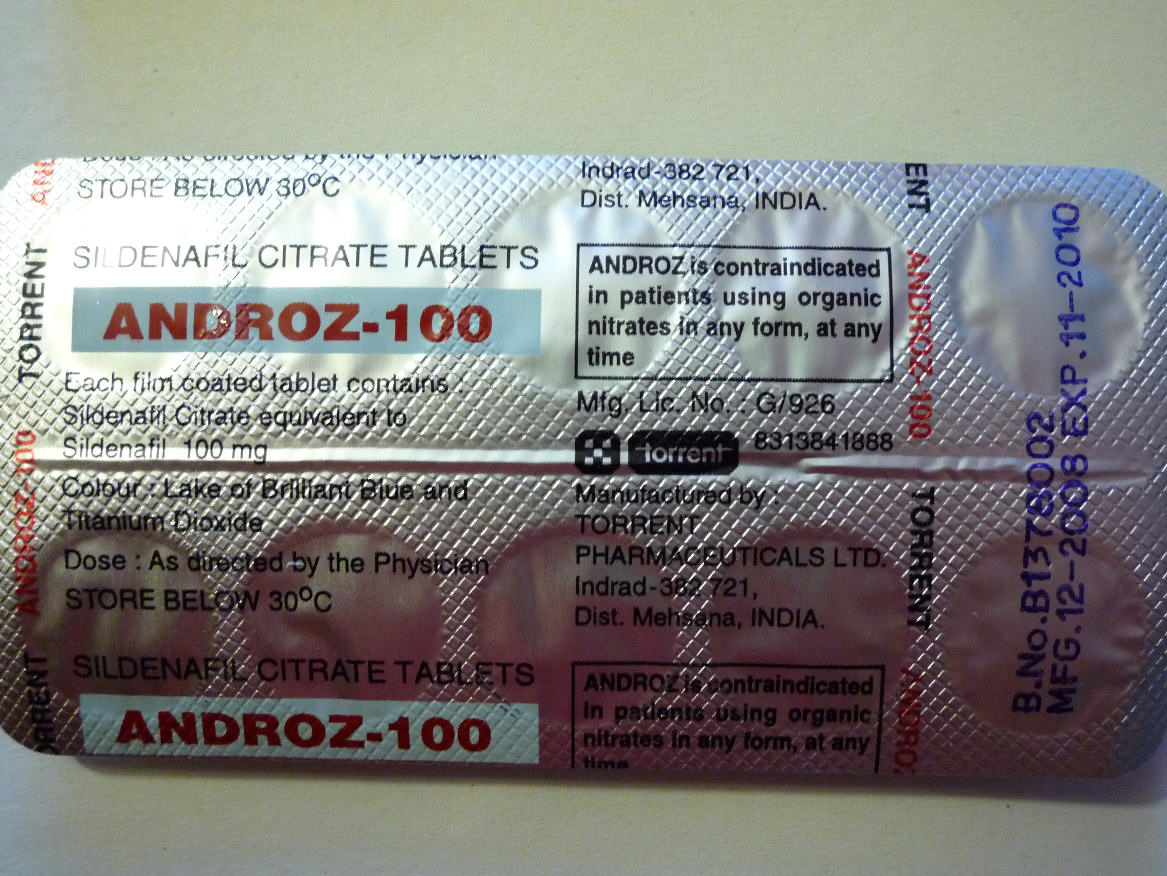 STORE BELOW 30°C
SILDENAFIL CITRATE TABLETS
ANDROZ-100
Each film coated tablet contains :
Sildenafil Citrate equivalent to
Sildenafil 100 mg
Colour : Lake of Brilliant Blue and
Titanium Dioxide
Dose : As directed by the Physician
STORE BELOW 30°C
SILDENAFIL CITRATE TABLETS
ANDROZ-100
Indrad-382 721,
Dist. Mehsana, INDIA.
ANDROZ is contraindicated
in patients using organic
nitrates in any form, at any
time
Mfg. Lic. No. : G/926
torrent 8313841888
Manufactured by :
TORRENT
PHARMACEUTICALS LTD.
Indrad-382 721,
Dist. Mehsana, INDIA.
ANDROZ is contraindicated
in patients using organic
nitrates in any form, at any
time
TORRENT
ANDROZ-100
ANDROZ-100
TORRENT
B.No.B1378002
MFG.12-2008 EXP.11-2010